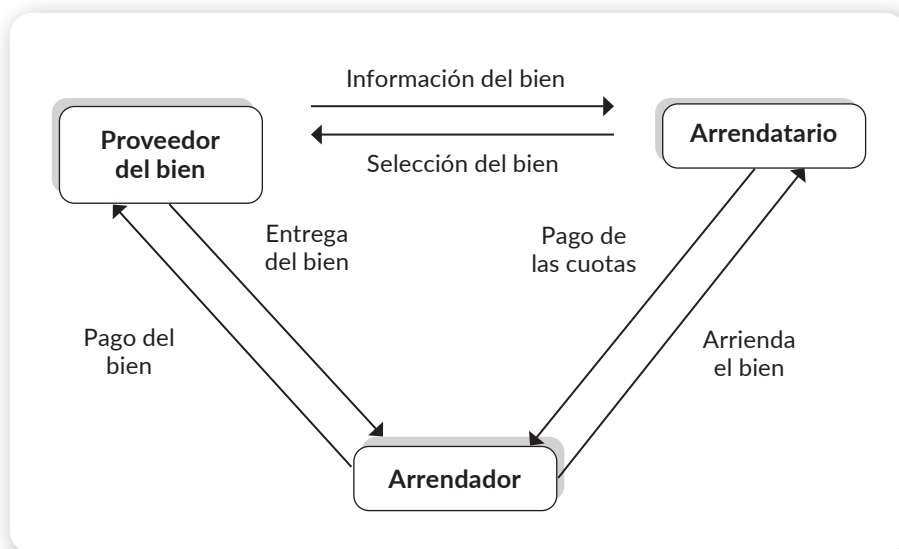 Información del bien
Proveedor
del bien
Arrendatario
Selección del bien
Entrega
del bien
Pago de
las cuotas
Pago del
bien
Arrienda
el bien
Arrendador